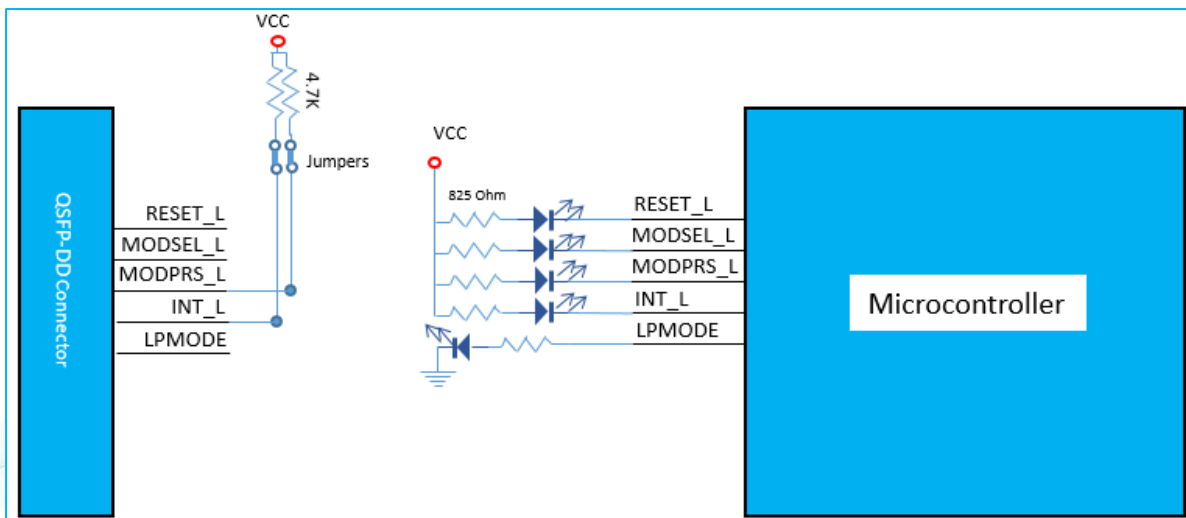 VCC
4.7K
Jumpers
VCC
825 Ohm
QSFP-DD Connector
RESET_L
MODSEL_L
MODPRS_L
INT_L
LPMODE
RESET_L
MODSEL_L
MODPRS_L
INT_L
LPMODE
Microcontroller